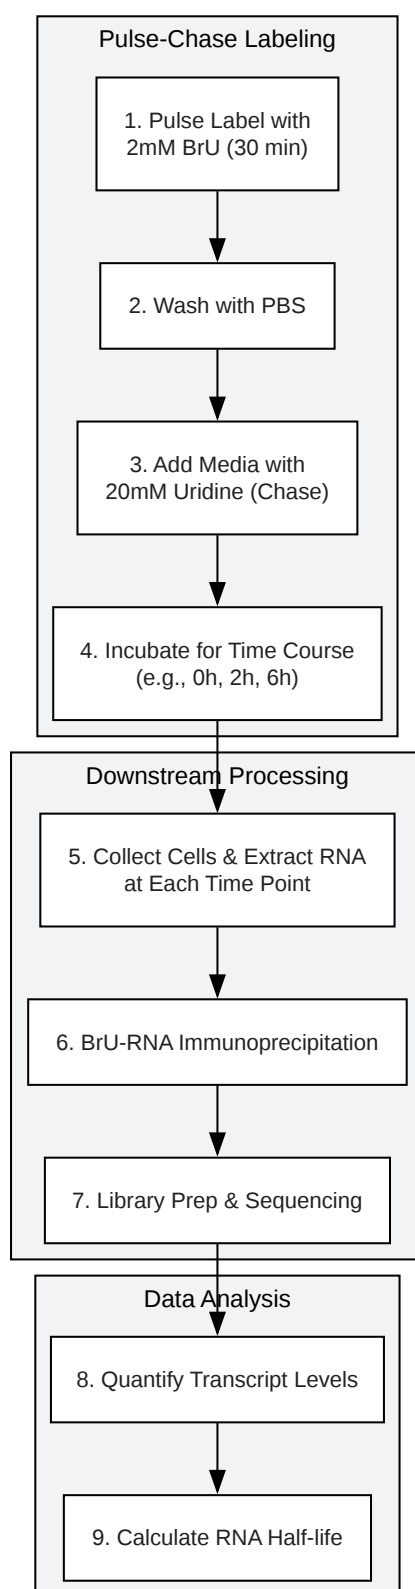 Pulse-Chase Labeling
1. Pulse Label with
2mM BrU (30 min)
2. Wash with PBS
3. Add Media with
20mM Uridine (Chase)
4. Incubate for Time Course
(e.g., 0h, 2h, 6h)
Downstream Processing
5. Collect Cells & Extract RNA
at Each Time Point
6. BrU-RNA Immunoprecipitation
7. Library Prep & Sequencing
Data Analysis
8. Quantify Transcript Levels
9. Calculate RNA Half-life